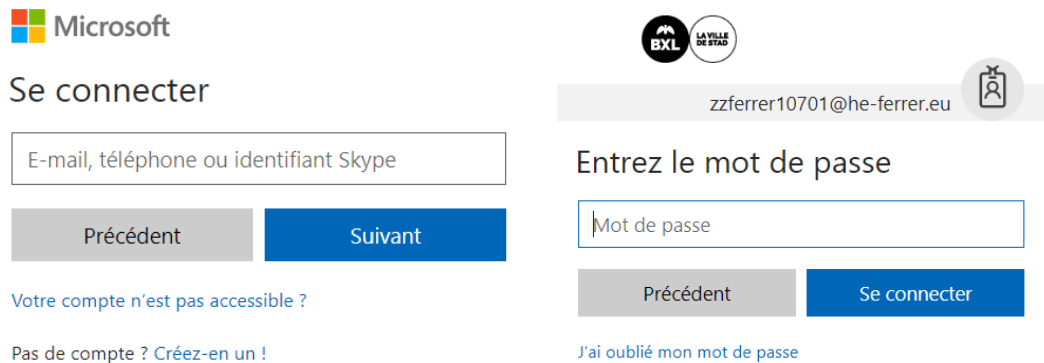 Microsoft
Se connecter
E-mail, téléphone ou identifiant Skype
Précédent
Suivant
Votre compte n'est pas accessible ?
Pas de compte ? Créez-en un !
BXL
LA VILLE
DE STAD
zzferrer10701@he-ferrer.eu
Entrez le mot de passe
Mot de passe
Précédent
Se connecter
J'ai oublié mon mot de passe